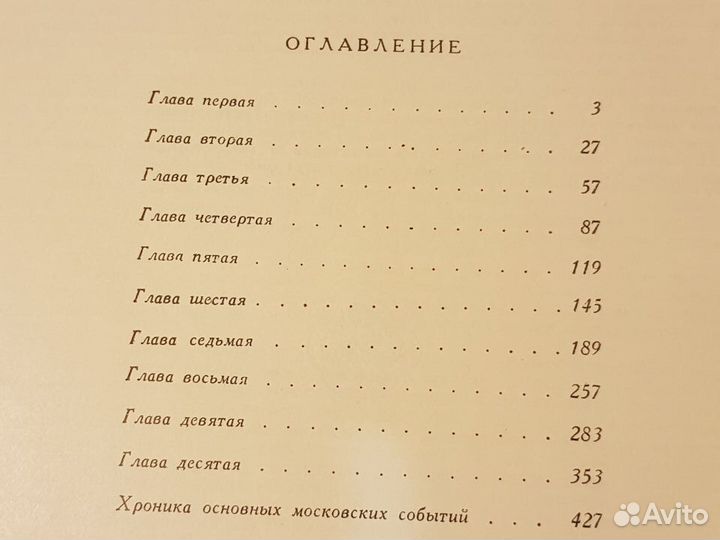 ОГЛАВЛЕНИЕ
Глава первая . . . . . . . . . . . . . 3
Глава вторая . . . . . . . . . . . . . 27
Глава третья . . . . . . . . . . . . . 57
Глава четвертая . . . . . . . . . . . . 87
Глава пятая . . . . . . . . . . . . . 119
Глава шестая . . . . . . . . . . . . . 145
Глава седьмая . . . . . . . . . . . . . 189
Глава восьмая . . . . . . . . . . . . . 257
Глава девятая . . . . . . . . . . . . . 283
Глава десятая . . . . . . . . . . . . . 353
Хроника основных московских событий . . . 427
Avito